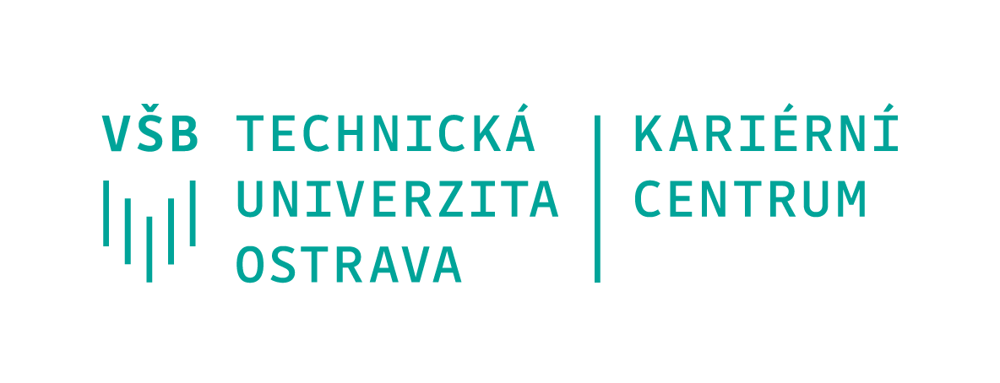 VŠB TECHNICKÁ
UNIVERZITA
OSTRAVA
KARIÉRNÍ
CENTRUM